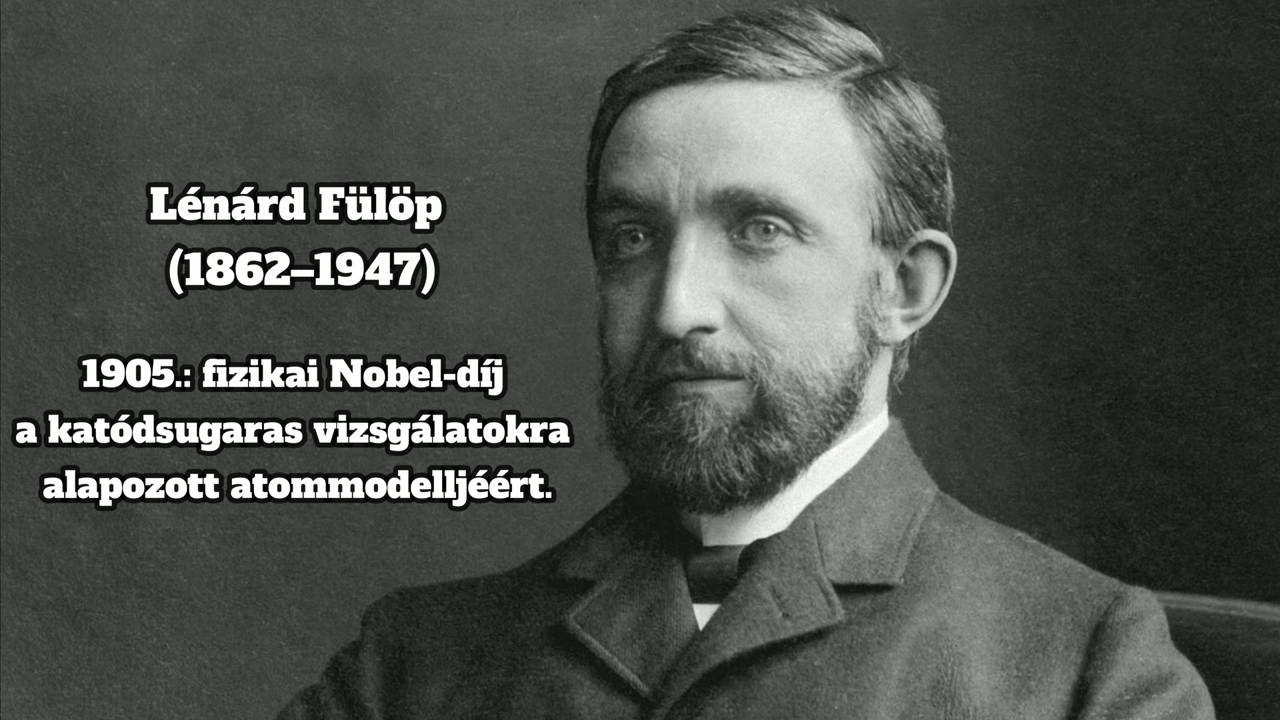 Lénárd Fülöp
(1862–1947)
1905.: fizikai Nobel-díj
a katódsugaras vizsgálatokra
alapozott atommodelljéért.